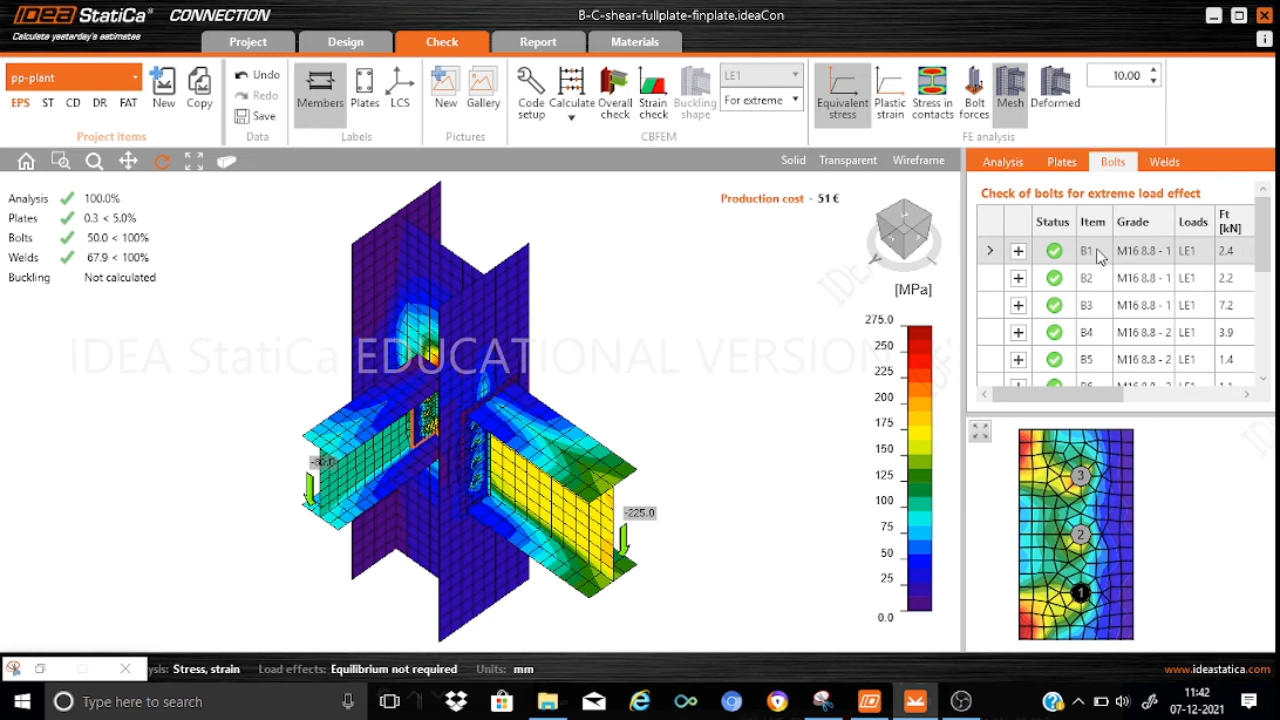 IDEA StatiCa® CONNECTION
Calculate yesterday's estimates
B-C-shear-fullplate-finplate.ideaCon
Project Design Check Report Materials
pp-plant
EPS ST CD DR FAT
New Copy
Project items
Undo
Redo
Save
Data
Members Plates LCS
Labels
New Gallery
Pictures
Code setup Calculate Overall check Strain check Buckling shape
LE1
For extreme
CBFEM
Equivalent stress Plastic strain Stress in contacts Bolt forces Mesh Deformed
10.00
FE analysis
Solid Transparent Wireframe
Analysis 100.0%
Plates 0.3 < 5.0%
Bolts 50.0 < 100%
Welds 67.9 < 100%
Buckling Not calculated
Production cost - 51 €
[MPa]
275.0
250
225
200
175
150
125
100
75
50
25
0.0
-225.0
IDEA StatiCa EDUCATIONAL VERSION
Analysis Plates Bolts Welds
Check of bolts for extreme load effect
Status Item Grade Loads Ft [kN]
B1 M16 8.8 - 1 LE1 2.4
B2 M16 8.8 - 1 LE1 2.2
B3 M16 8.8 - 1 LE1 7.2
B4 M16 8.8 - 2 LE1 3.9
B5 M16 8.8 - 2 LE1 1.4
3
2
1
Stress, strain Load effects: Equilibrium not required Units: mm
www.ideastatica.com
Type here to search
11:42
07-12-2021